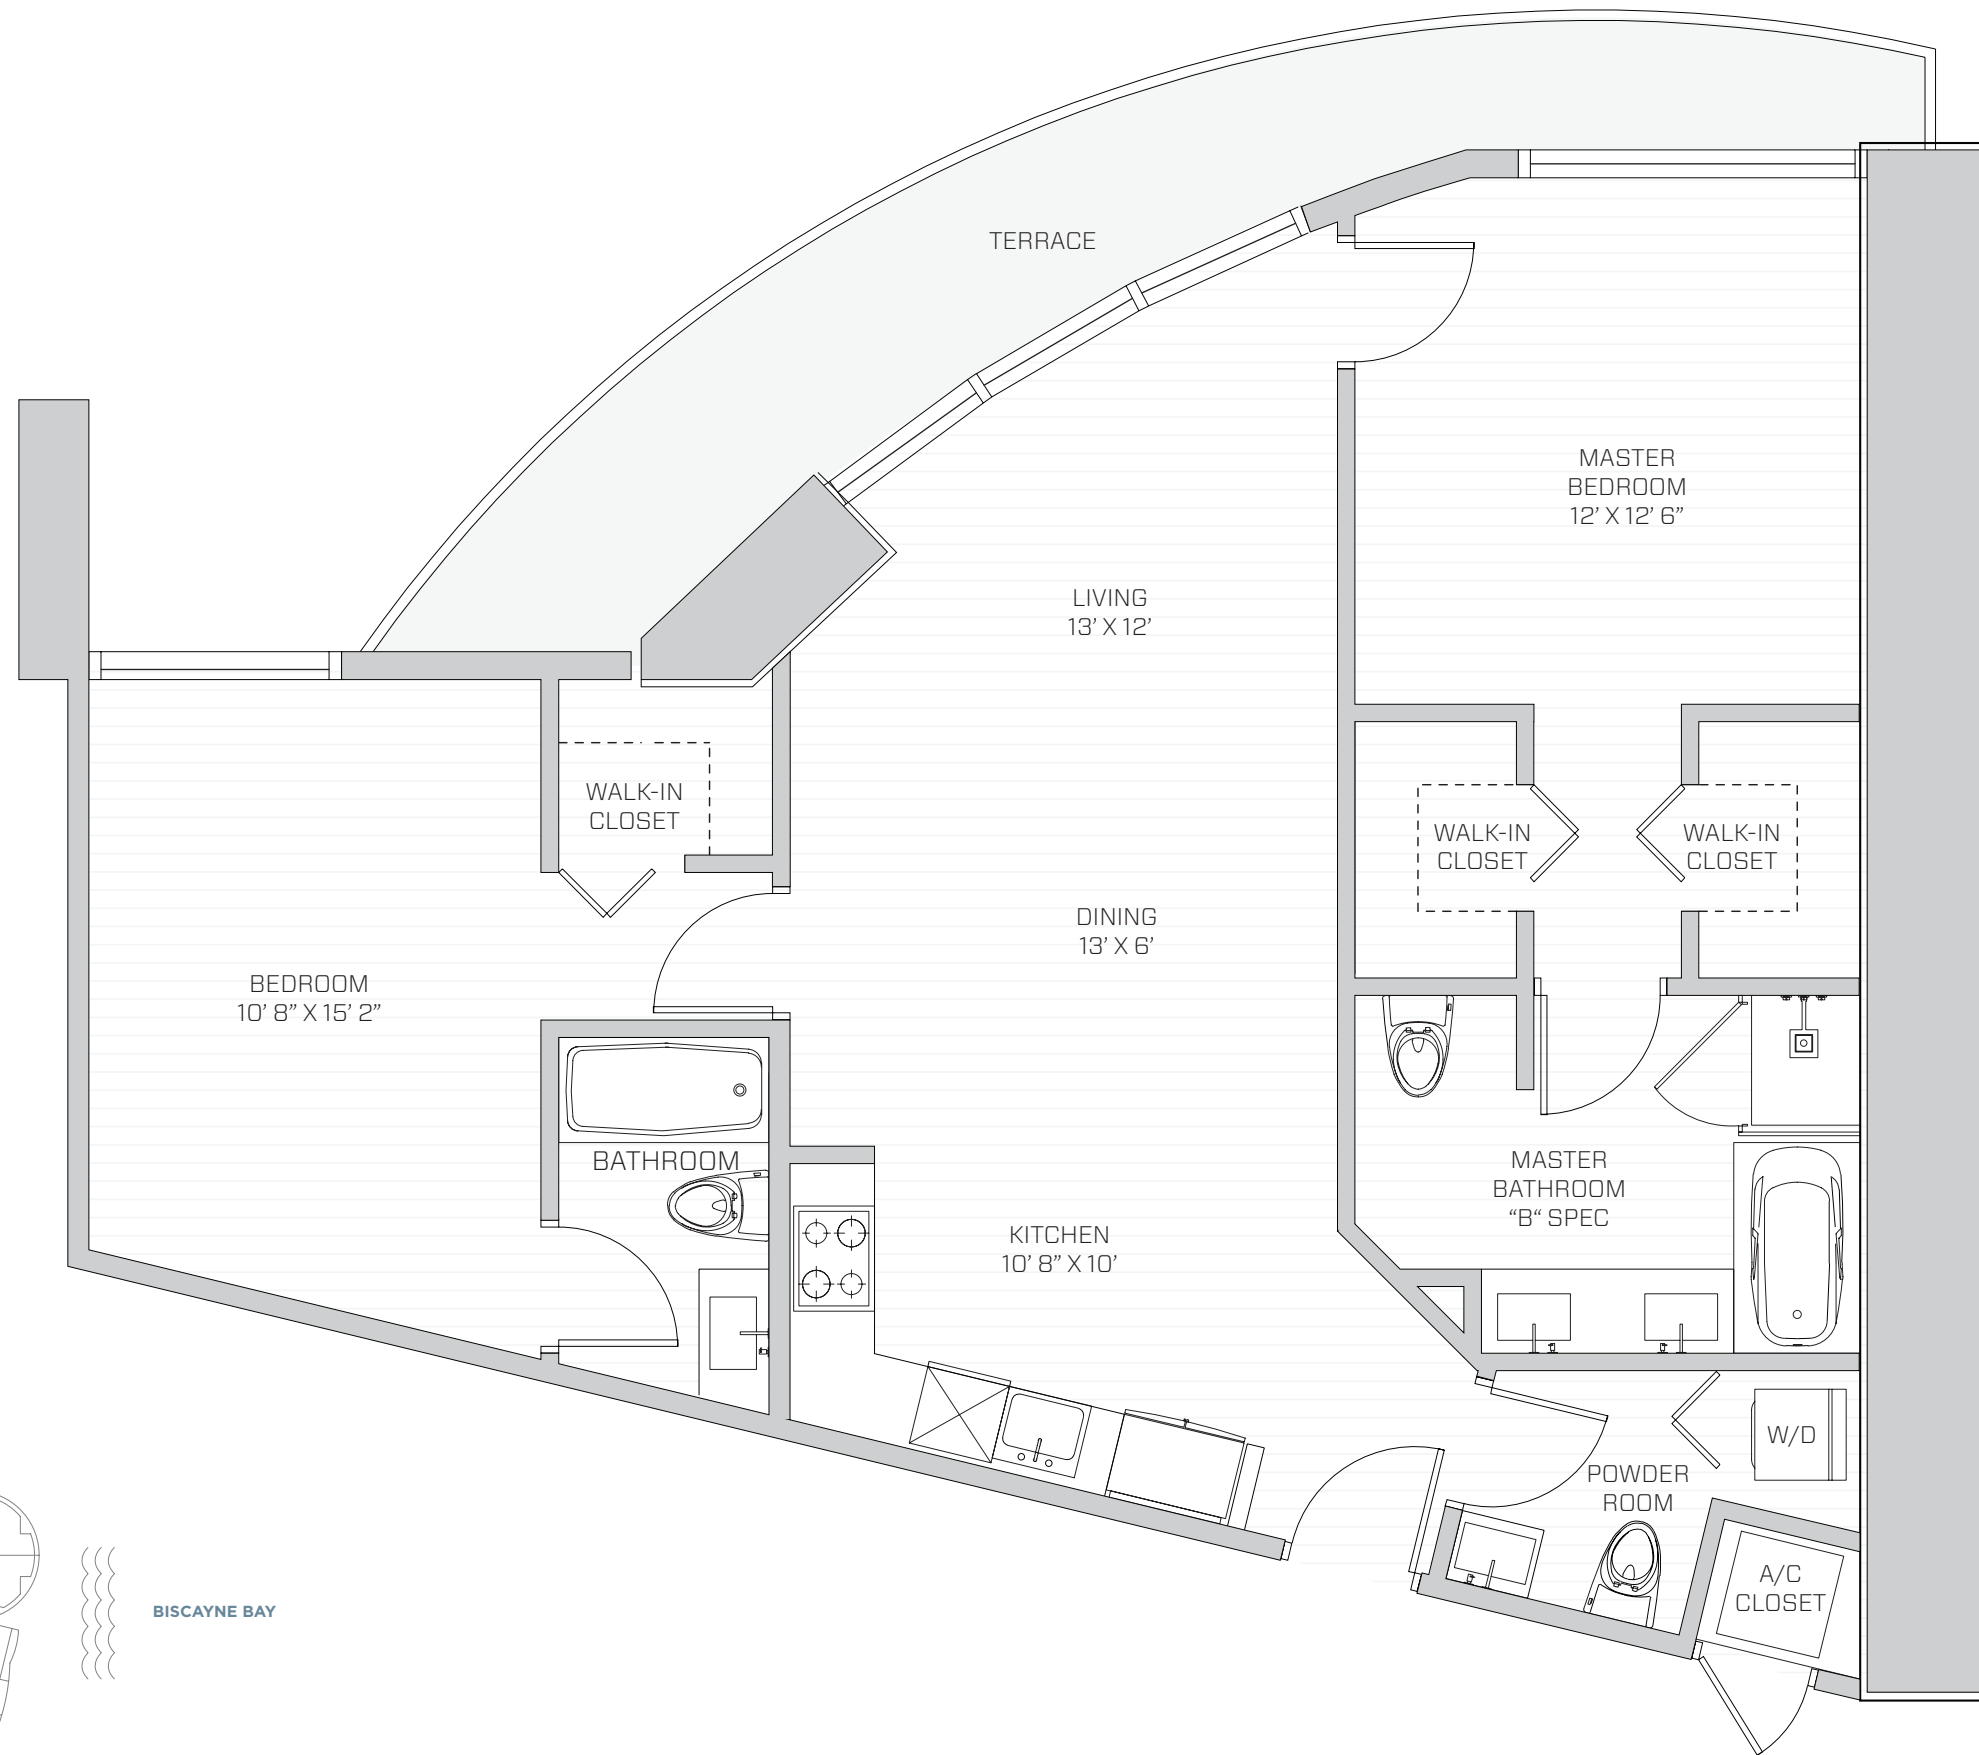 TERRACE
MASTER
BEDROOM
12’ X 12’ 6”
LIVING
13’ X 12’
WALK-IN
CLOSET
WALK-IN
CLOSET
WALK-IN
CLOSET
DINING
13’ X 6’
BEDROOM
10’ 8” X 15’ 2”
BATHROOM
MASTER
BATHROOM
“B“ SPEC
KITCHEN
10’ 8” X 10’
W/D
POWDER
ROOM
A/C
CLOSET
BISCAYNE BAY